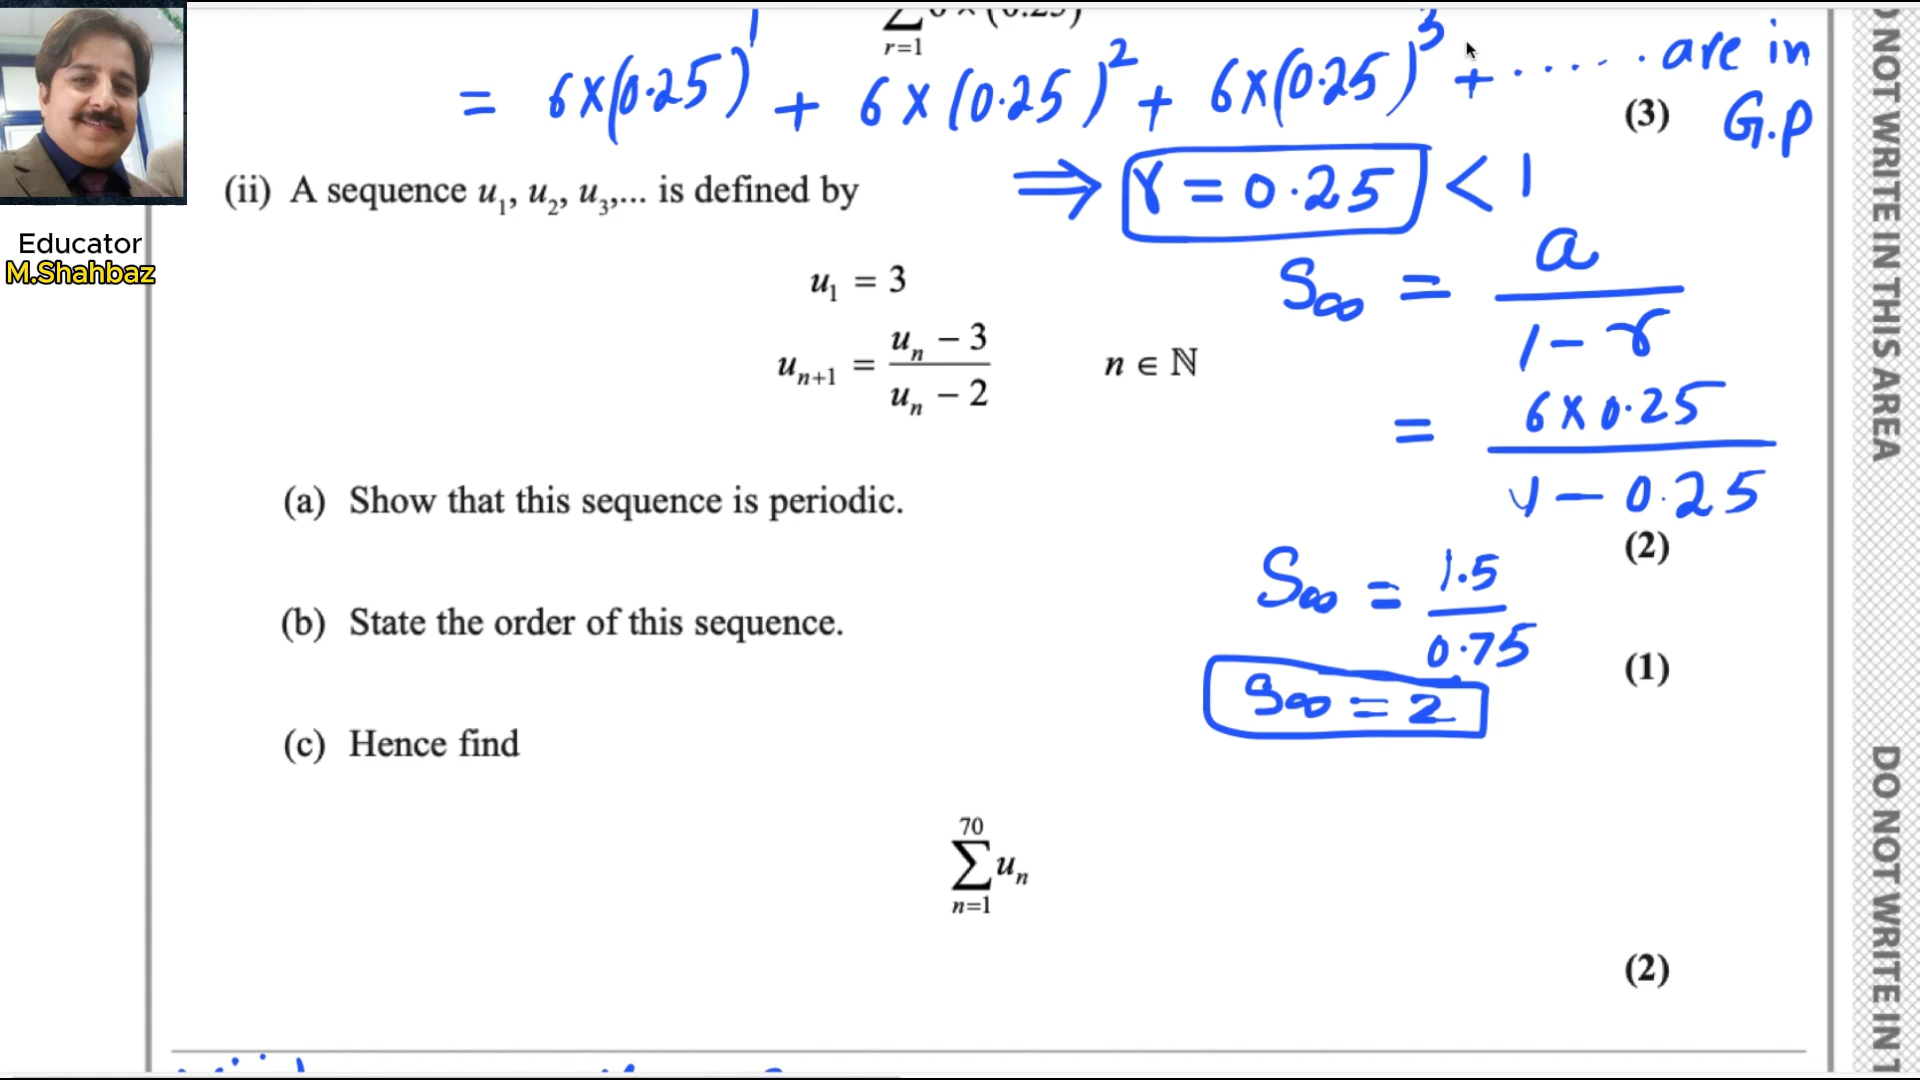 r=1
= 6×(0.25)¹ + 6×(0.25)² + 6×(0.25)³ + ..... are in G.P
(3)
(ii) A sequence u₁, u₂, u₃,... is defined by
⇒ r = 0.25 < 1
Educator
M.Shahbaz
u₁ = 3
uₙ₊₁ = (uₙ − 3)/(uₙ − 2) n ∈ ℕ
S∞ = a/(1 − r)
= (6 × 0.25)/(1 − 0.25)
(a) Show that this sequence is periodic.
(2)
S∞ = 1.5/0.75
(b) State the order of this sequence.
(1)
S∞ = 2
(c) Hence find
70
∑uₙ
n=1
(2)
NOT WRITE IN THIS AREA
DO NOT WRITE IN